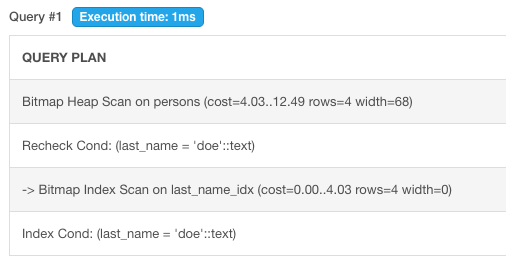 Query #1 Execution time: 1ms
QUERY PLAN
Bitmap Heap Scan on persons (cost=4.03..12.49 rows=4 width=68)
Recheck Cond: (last_name = 'doe'::text)
-> Bitmap Index Scan on last_name_idx (cost=0.00..4.03 rows=4 width=0)
Index Cond: (last_name = 'doe'::text)